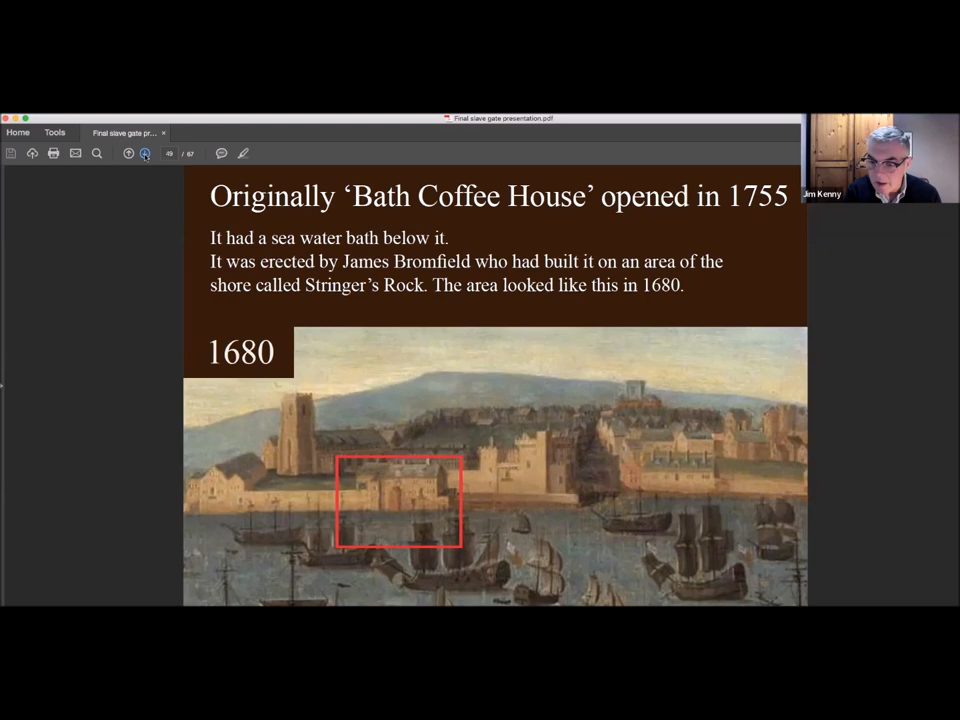 Final slave gate presentation.pdf
Home Tools Final slave gate pr... ×
49 / 67
Jim Kenny
Originally ‘Bath Coffee House’ opened in 1755
It had a sea water bath below it.
It was erected by James Bromfield who had built it on an area of the
shore called Stringer’s Rock. The area looked like this in 1680.
1680